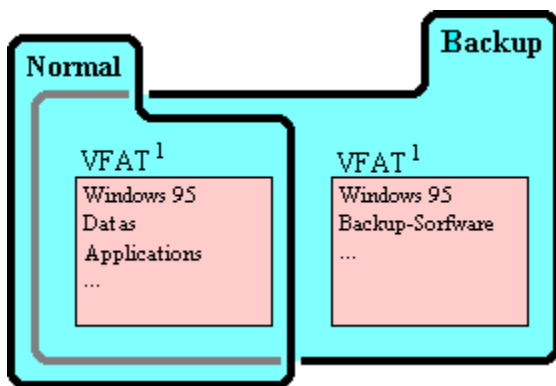 Normal
Backup
VFAT 1
Windows 95
Datas
Applications
...
VFAT 1
Windows 95
Backup-Sorfware
...